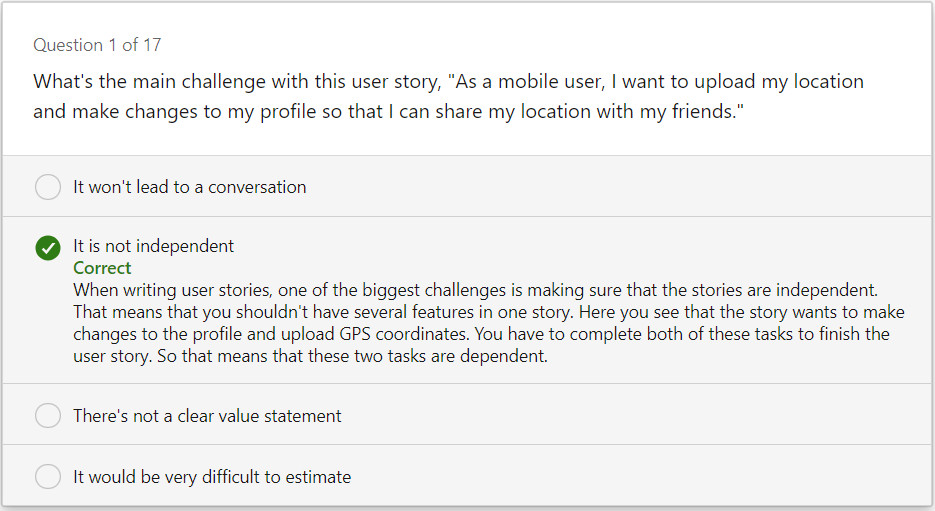 Question 1 of 17
What's the main challenge with this user story, "As a mobile user, I want to upload my location
and make changes to my profile so that I can share my location with my friends."
It won't lead to a conversation
It is not independent
Correct
When writing user stories, one of the biggest challenges is making sure that the stories are independent.
That means that you shouldn't have several features in one story. Here you see that the story wants to make
changes to the profile and upload GPS coordinates. You have to complete both of these tasks to finish the
user story. So that means that these two tasks are dependent.
There's not a clear value statement
It would be very difficult to estimate